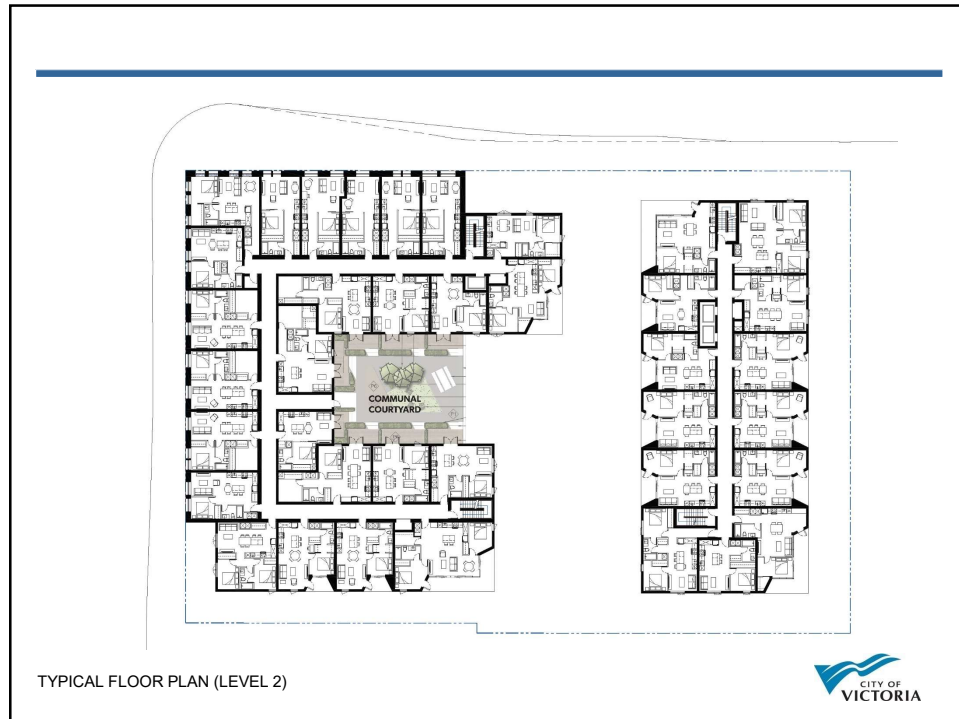 COMMUNAL
COURTYARD
TYPICAL FLOOR PLAN (LEVEL 2)
CITY OF
VICTORIA